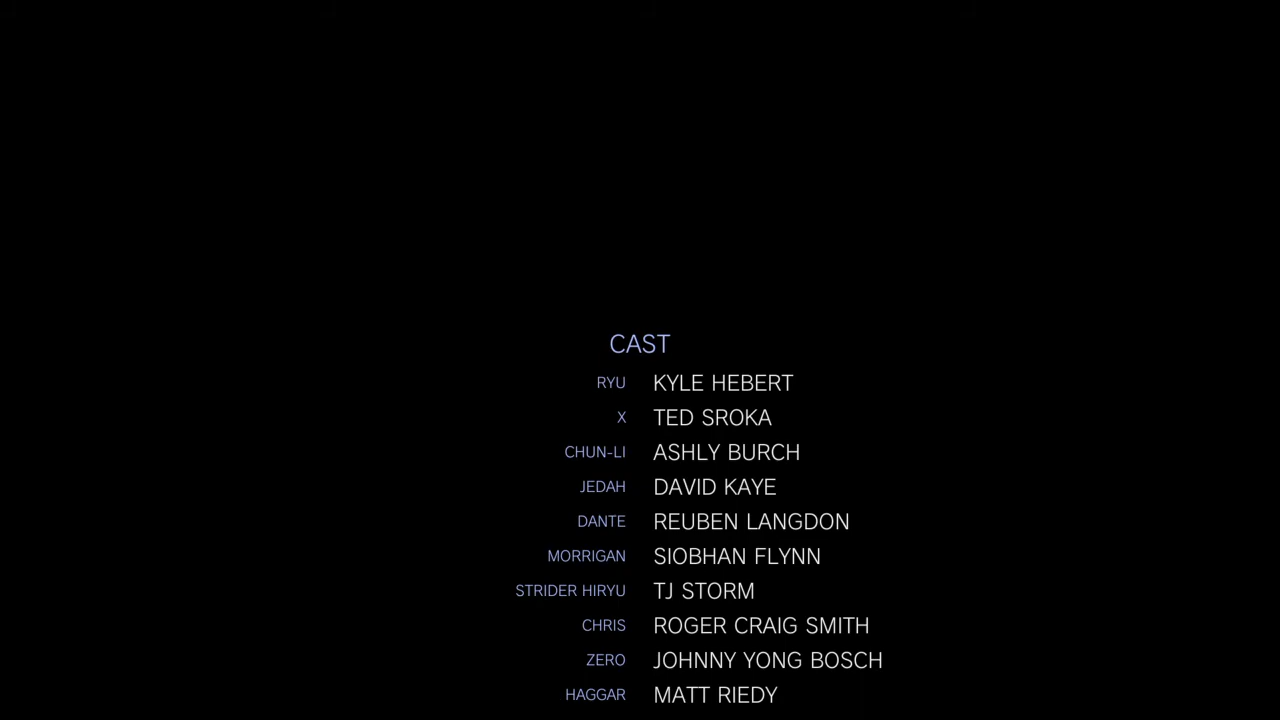 CAST
RYU KYLE HEBERT
X TED SROKA
CHUN-LI ASHLY BURCH
JEDAH DAVID KAYE
DANTE REUBEN LANGDON
MORRIGAN SIOBHAN FLYNN
STRIDER HIRYU TJ STORM
CHRIS ROGER CRAIG SMITH
ZERO JOHNNY YONG BOSCH
HAGGAR MATT RIEDY